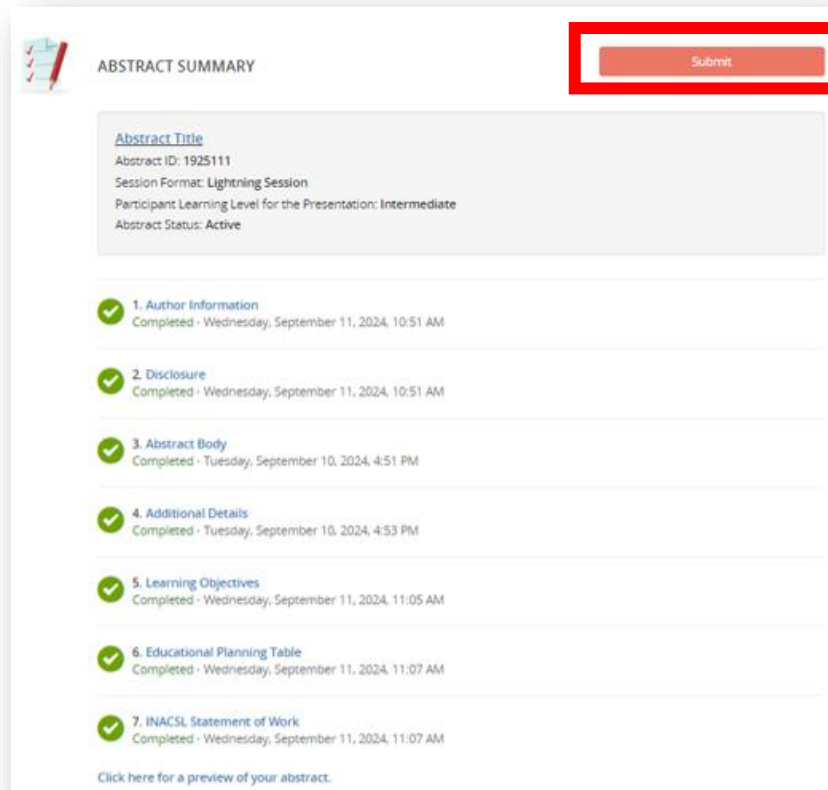 ABSTRACT SUMMARY
Submit
Abstract Title
Abstract ID: 1925111
Session Format: Lightning Session
Participant Learning Level for the Presentation: Intermediate
Abstract Status: Active
1. Author Information
Completed - Wednesday, September 11, 2024, 10:51 AM
2. Disclosure
Completed - Wednesday, September 11, 2024, 10:51 AM
3. Abstract Body
Completed - Tuesday, September 10, 2024, 4:51 PM
4. Additional Details
Completed - Tuesday, September 10, 2024, 4:53 PM
5. Learning Objectives
Completed - Wednesday, September 11, 2024, 11:05 AM
6. Educational Planning Table
Completed - Wednesday, September 11, 2024, 11:07 AM
7. INACSL Statement of Work
Completed - Wednesday, September 11, 2024, 11:07 AM
Click here for a preview of your abstract.